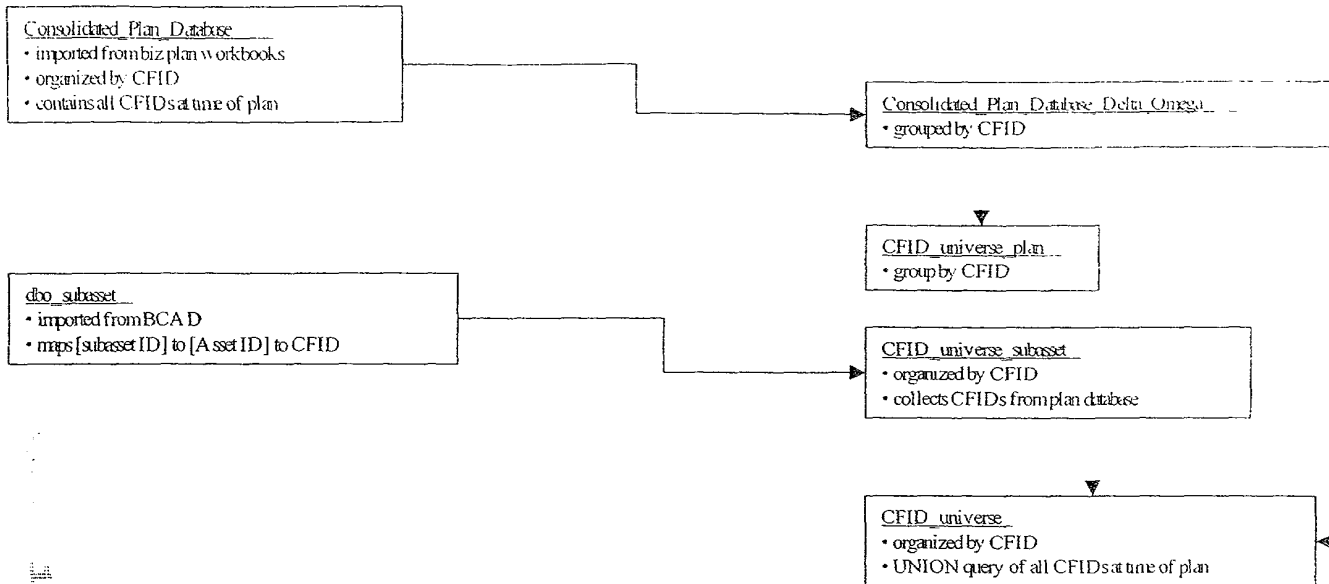 Consolidated_Plan_Database
• imported from biz plan workbooks
• organized by CFID
• contains all CFIDs at time of plan
Consolidated_Plan_Database_Delta_Omega
• grouped by CFID
CFID_universe_plan
• group by CFID
dbo_subasset
• imported from BCAD
• maps [subasset ID] to [Asset ID] to CFID
CFID_universe_subasset
• organized by CFID
• collects CFIDs from plan database
CFID_universe
• organized by CFID
• UNION query of all CFIDs at time of plan